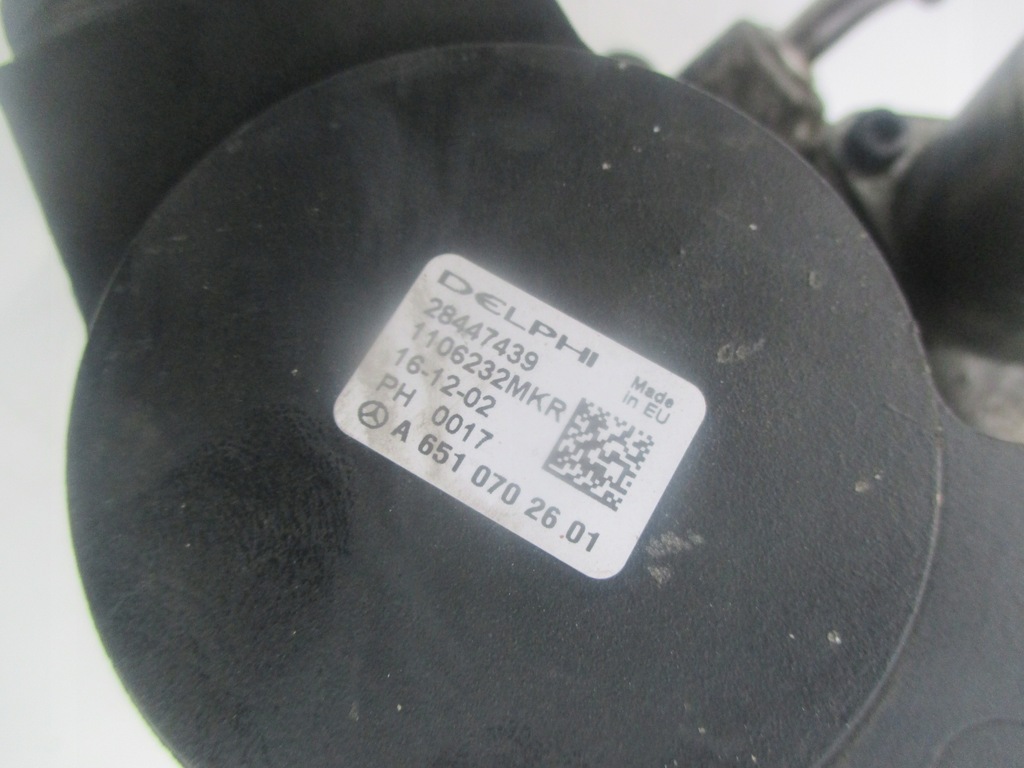 DELPHI
28447439
1106232MKR
16-12-02
PH 0017
A 651 070 26.01
Made
in EU